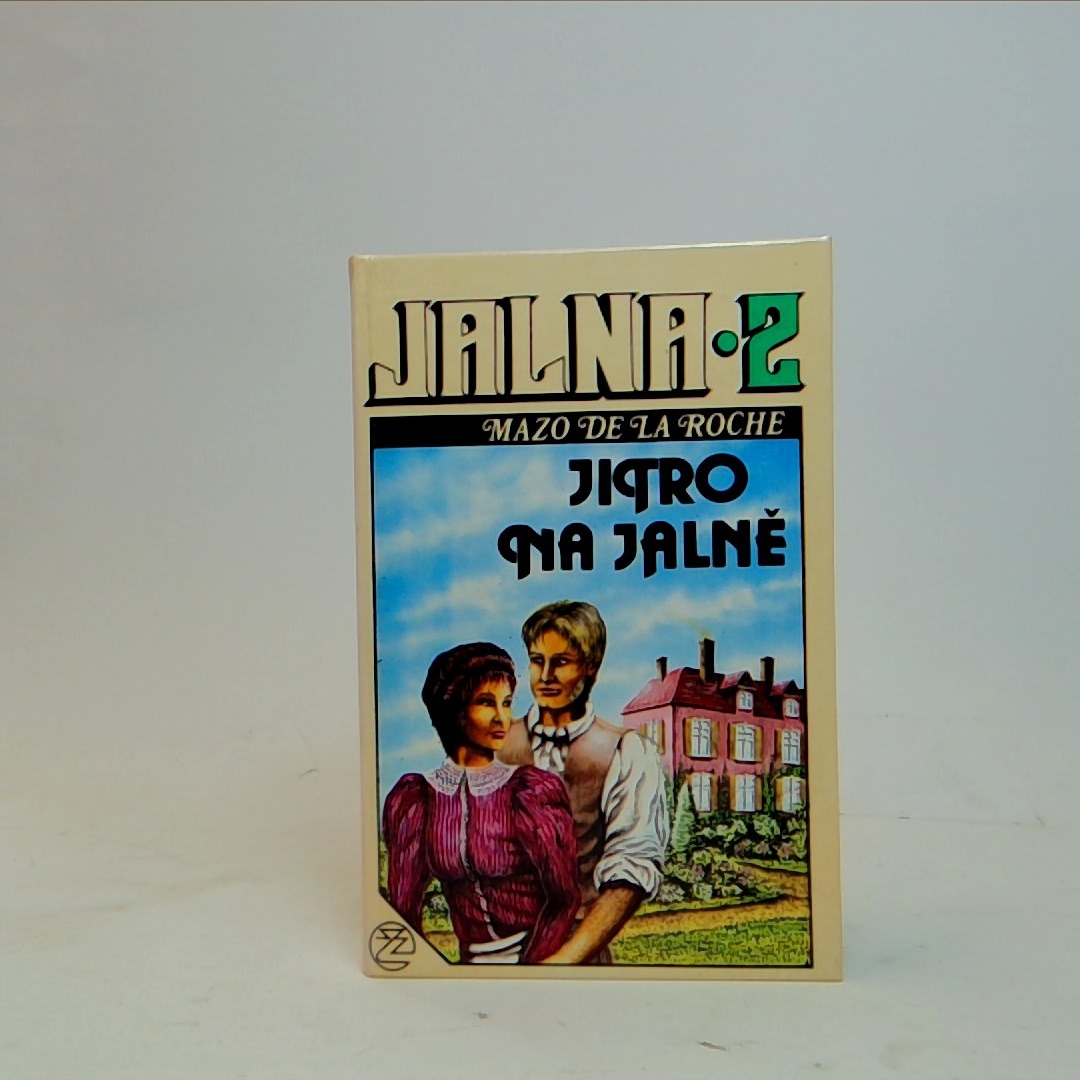 JALNA·2
MAZO DE LA ROCHE
JITRO
NA JALNĚ